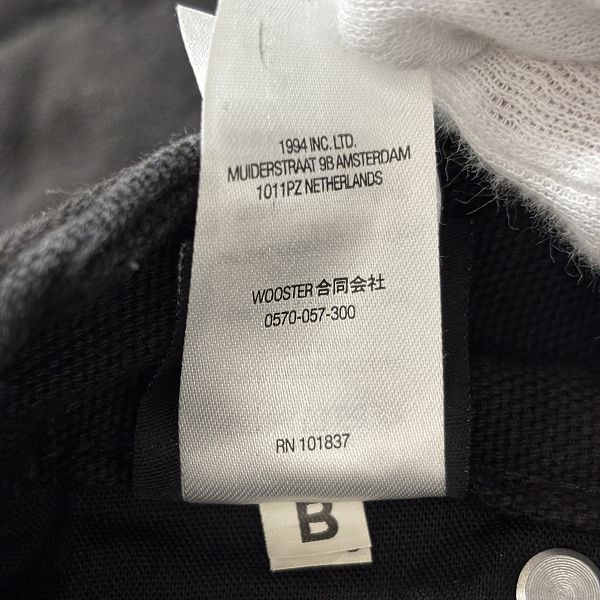 1994 INC. LTD.
MUIDERSTRAAT 9B AMSTERDAM
1011PZ NETHERLANDS
WOOSTER 合同会社
0570-057-300
RN 101837
B